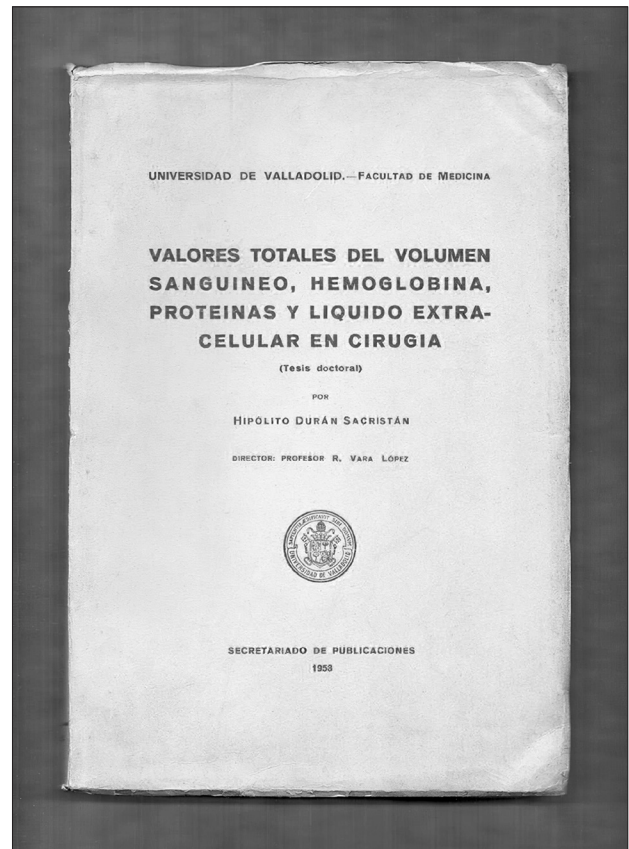 UNIVERSIDAD DE VALLADOLID.—FACULTAD DE MEDICINA
VALORES TOTALES DEL VOLUMEN
SANGUINEO, HEMOGLOBINA,
PROTEINAS Y LIQUIDO EXTRA-
CELULAR EN CIRUGIA
(Tesis doctoral)
POR
HIPÓLITO DURÁN SACRISTÁN
DIRECTOR: PROFESOR R. VARA LÓPEZ
UNIVERSIDAD DE VALLADOLID
SECRETARIADO DE PUBLICACIONES
1953